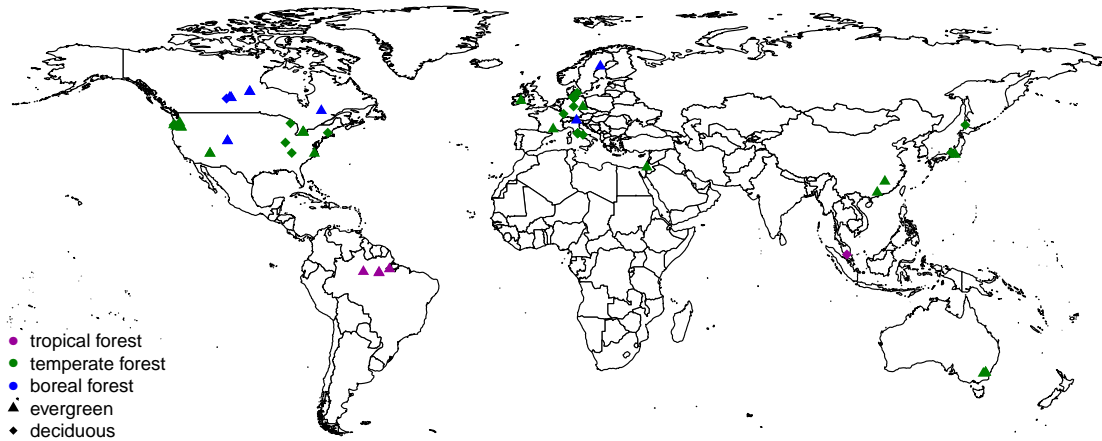 tropical forest
temperate forest
boreal forest
evergreen
deciduous